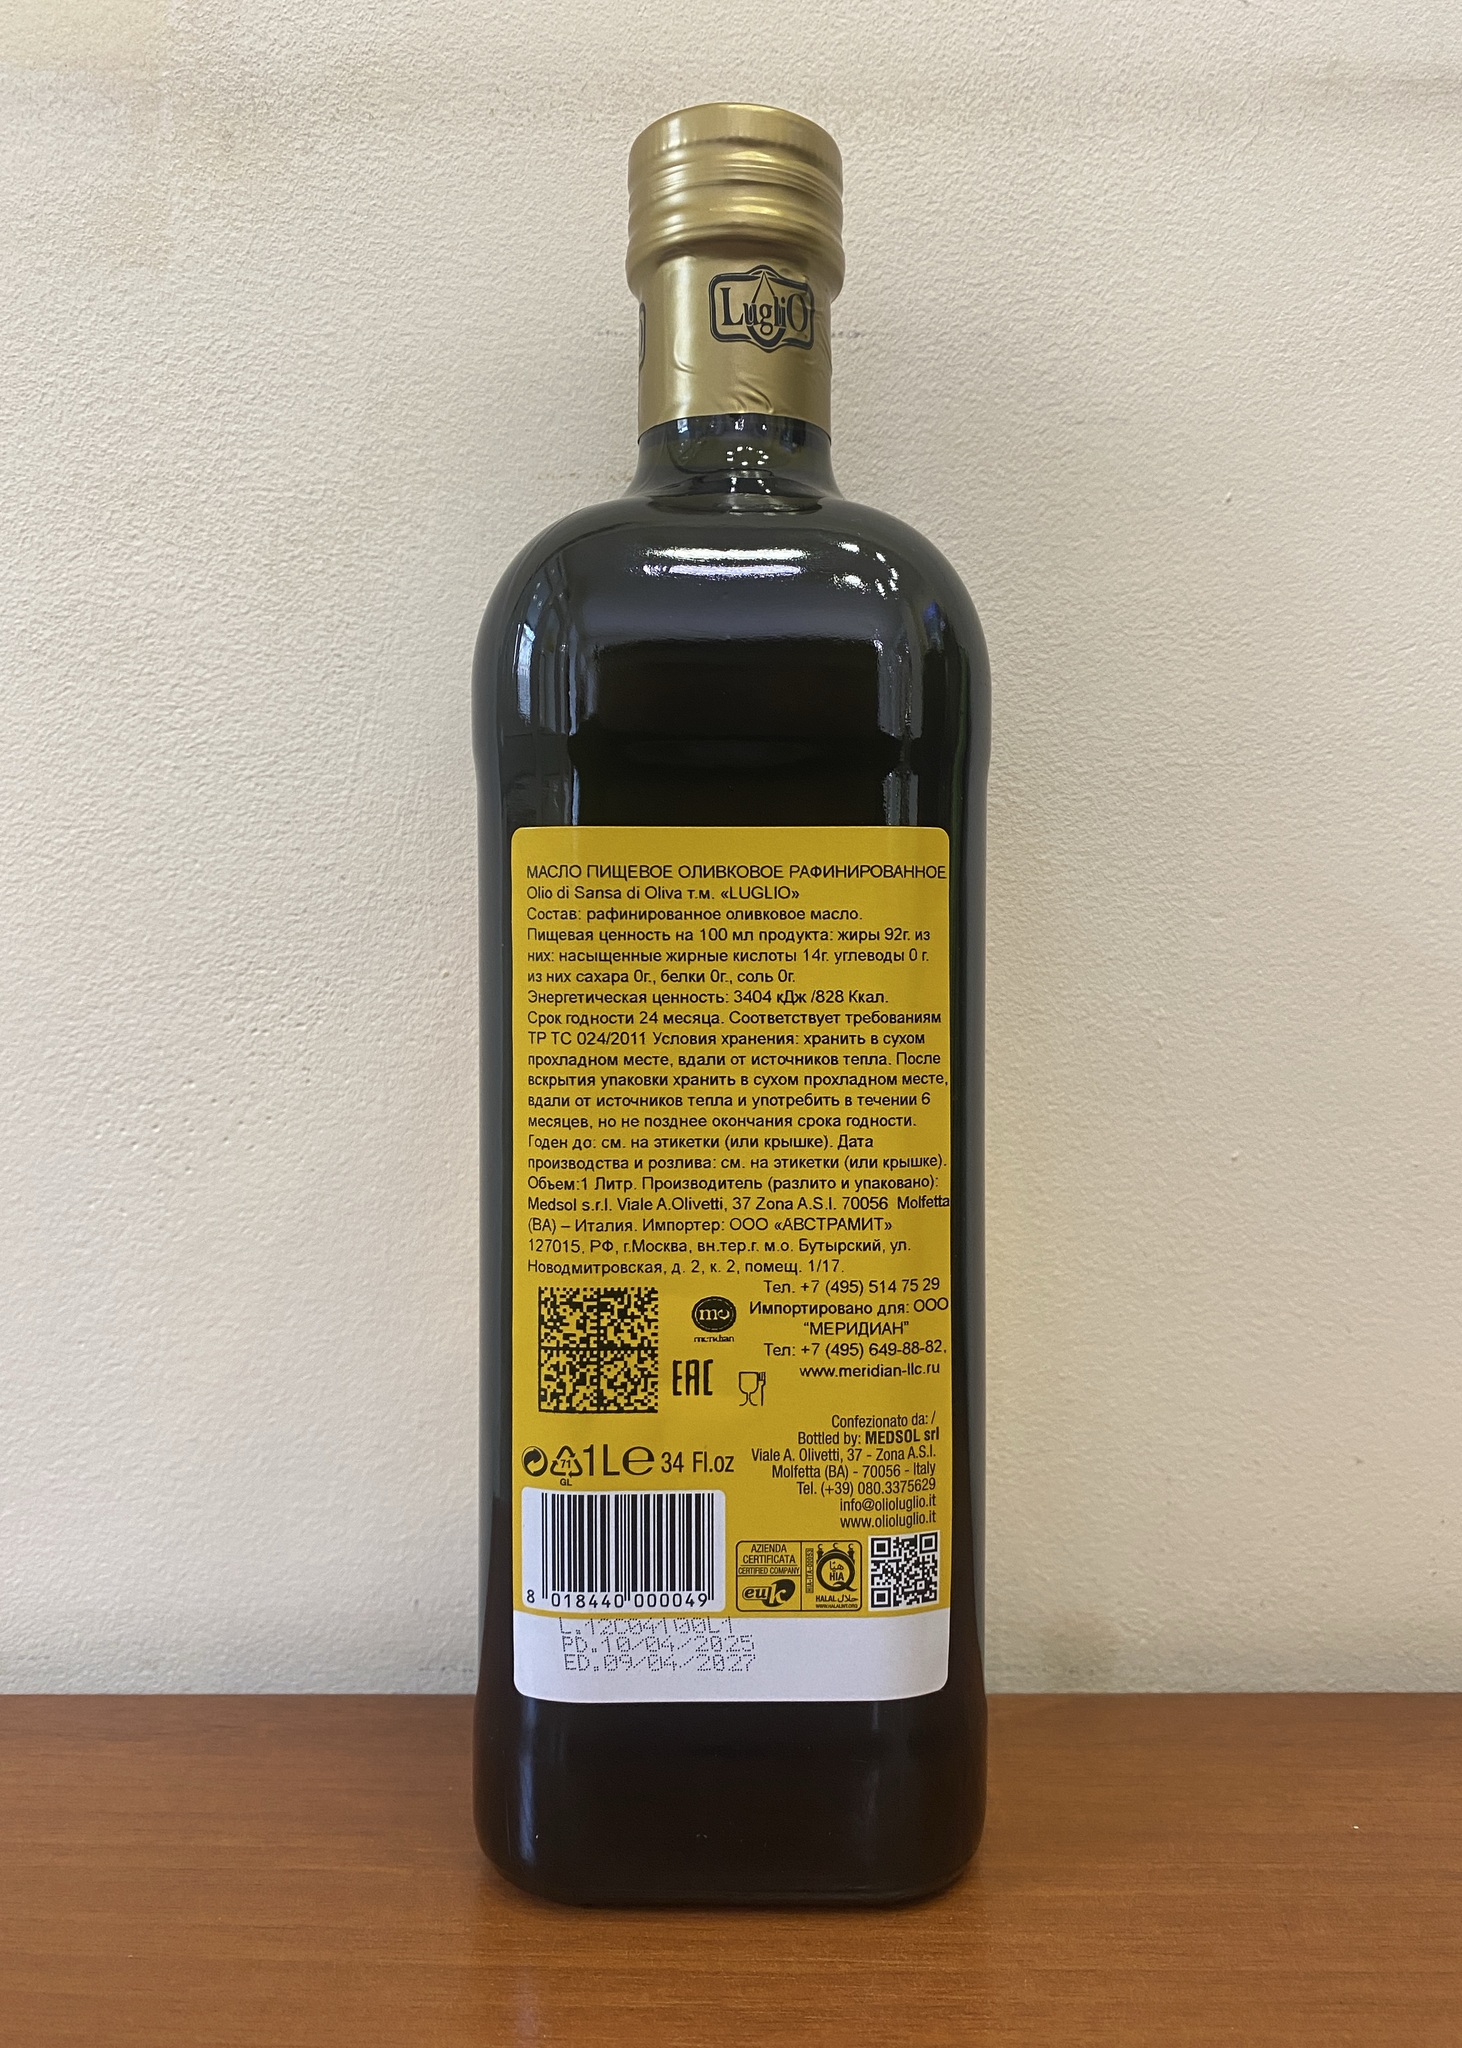 LugliO
МАСЛО ПИЩЕВОЕ ОЛИВКОВОЕ РАФИНИРОВАННОЕ
Olio di Sansa di Oliva т.м. «LUGLIO»
Состав: рафинированное оливковое масло.
Пищевая ценность на 100 мл продукта: жиры 92г. из
них: насыщенные жирные кислоты 14г. углеводы 0 г.
из них сахара 0г., белки 0г., соль 0г.
Энергетическая ценность: 3404 кДж /828 Ккал.
Срок годности 24 месяца. Соответствует требованиям
ТР ТС 024/2011 Условия хранения: хранить в сухом
прохладном месте, вдали от источников тепла. После
вскрытия упаковки хранить в сухом прохладном месте,
вдали от источников тепла и употребить в течении 6
месяцев, но не позднее окончания срока годности.
Годен до: см. на этикетки (или крышке). Дата
производства и розлива: см. на этикетки (или крышке).
Объем:1 Литр. Производитель (разлито и упаковано):
Medsol s.r.l. Viale A.Olivetti, 37 Zona A.S.I. 70056 Molfetta
(BA) – Италия. Импортер: ООО «АВСТРАМИТ»
127015, РФ, г.Москва, вн.тер.г. м.о. Бутырский, ул.
Новодмитровская, д. 2, к. 2, помещ. 1/17.
Тел. +7 (495) 514 75 29
Импортировано для: ООО
"МЕРИДИАН"
Тел: +7 (495) 649-88-82,
www.meridian-llc.ru
mo
meridian
EAC
Confezionato da: /
Bottled by: MEDSOL srl
Viale A. Olivetti, 37 - Zona A.S.I.
Molfetta (BA) - 70056 - Italy
Tel. (+39) 080.3375629
info@olioluglio.it
www.olioluglio.it
71
GL
1L℮ 34 Fl.oz
8 018440 000049
AZIENDA
CERTIFICATA
CERTIFIED COMPANY
euk
HIA
HALAL حلال
WWW.HALALINT.ORG
PD.10/04/2025
ED.09/04/2027